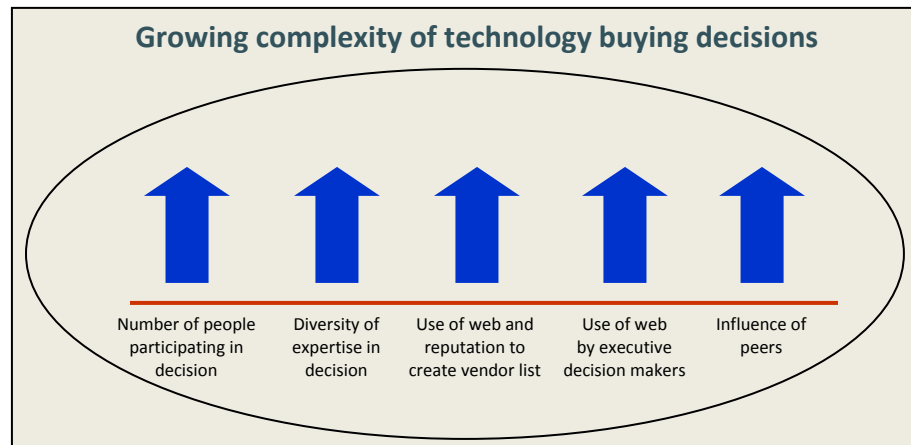 Growing complexity of technology buying decisions
Number of people
participating in
decision
Diversity of
expertise in
decision
Use of web and
reputation to
create vendor list
Use of web
by executive
decision makers
Influence of
peers